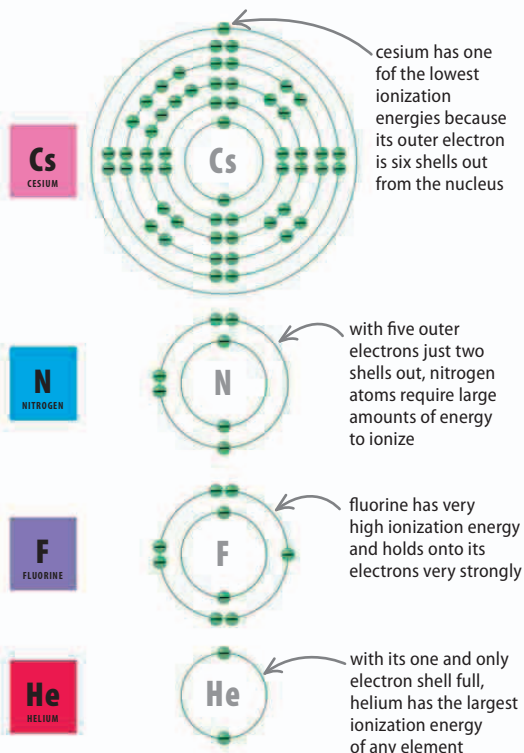 cesium has one
fof the lowest
ionization
energies because
its outer electron
is six shells out
from the nucleus
Cs
CESIUM
Cs
with five outer
electrons just two
shells out, nitrogen
atoms require large
amounts of energy
to ionize
N
NITROGEN
N
fluorine has very
high ionization energy
and holds onto its
electrons very strongly
F
FLUORINE
F
with its one and only
electron shell full,
helium has the largest
ionization energy
of any element
He
HELIUM
He